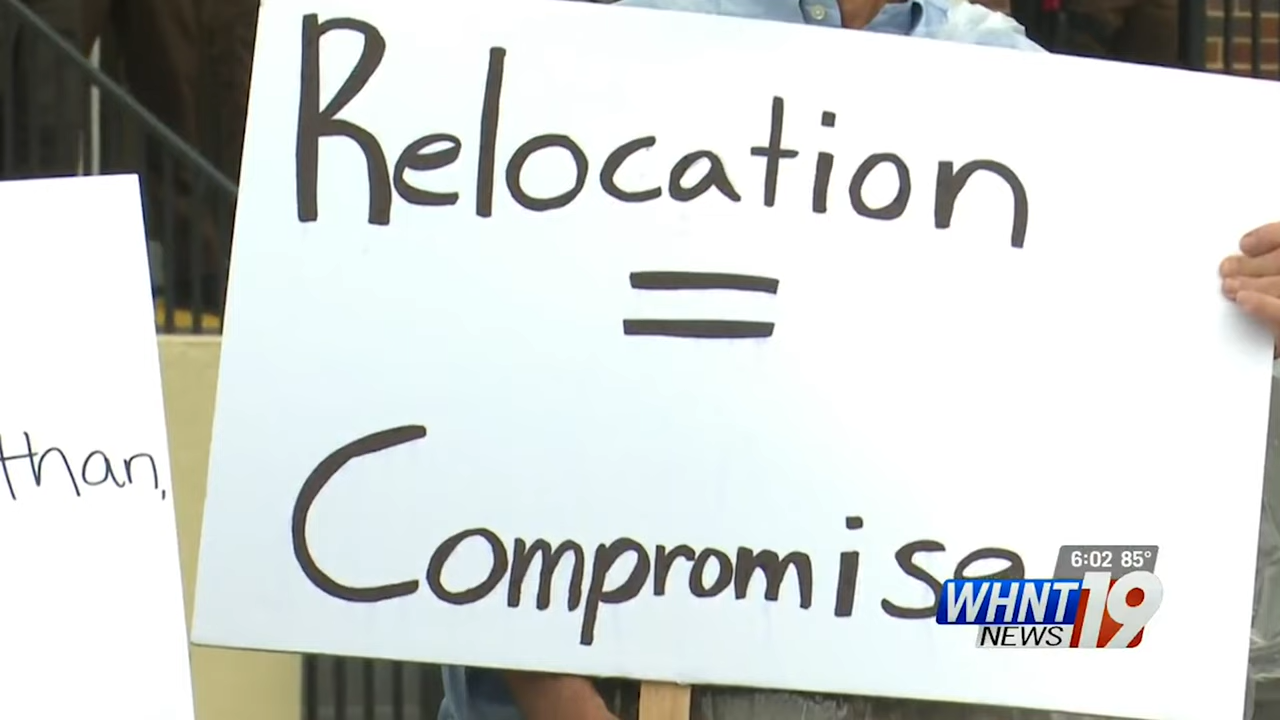 Relocation
=
Compromise
than,
6:02 85°
WHNT 19
NEWS